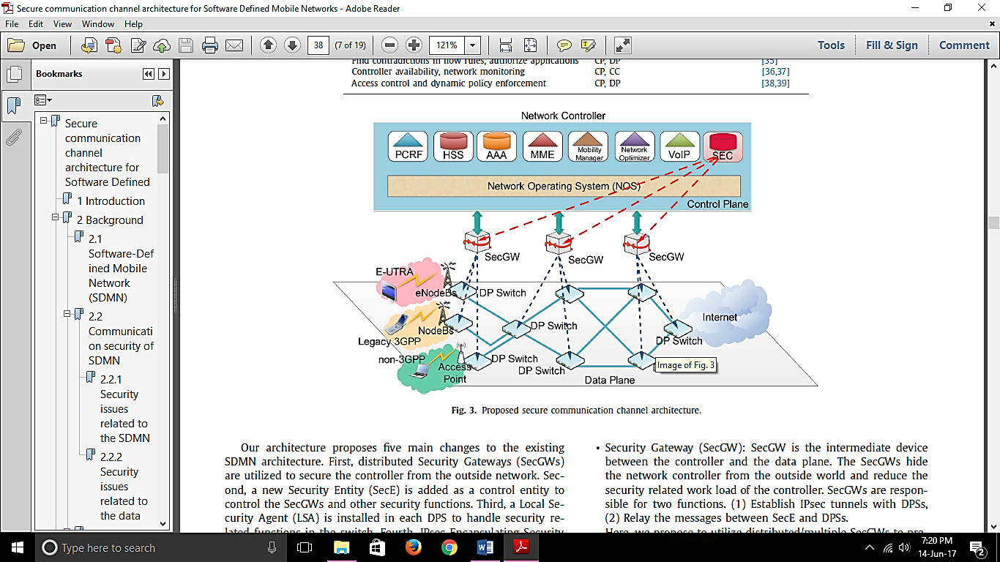 Secure communication channel architecture for Software Defined Mobile Networks - Adobe Reader
File Edit View Window Help
Open
38 (7 of 19)
121%
Tools Fill & Sign Comment
Bookmarks
Secure
communication
channel
architecture for
Software Defined
1 Introduction
2 Background
2.1
Software-Def
ined Mobile
Network
(SDMN)
2.2
Communicati
on security of
SDMN
2.2.1
Security
issues
related to
the SDMN
2.2.2
Security
issues
related to
the data
Find contradictions in flow rules, authorize applications CP, DP [35]
Controller availability, network monitoring CP, CC [36,37]
Access control and dynamic policy enforcement CP, DP [38,39]
Network Controller
PCRF
HSS
AAA
MME
Mobility
Manager
Network
Optimizer
VoIP
SEC
Network Operating System (NOS)
Control Plane
SecGW
SecGW
SecGW
E-UTRA
eNodeBs
DP Switch
Legacy 3GPP
NodeBs
DP Switch
Internet
DP Switch
non-3GPP
Access
Point
DP Switch
DP Switch
Data Plane
Image of Fig. 3
Fig. 3. Proposed secure communication channel architecture.
Our architecture proposes five main changes to the existing
SDMN architecture. First, distributed Security Gateways (SecGWs)
are utilized to secure the controller from the outside network. Sec-
ond, a new Security Entity (SecE) is added as a control entity to
control the SecGWs and other security functions. Third, a Local Se-
curity Agent (LSA) is installed in each DPS to handle security re-
lated functions in the switch. Fourth, IPsec Encapsulating Security
• Security Gateway (SecGW): SecGW is the intermediate device
between the controller and the data plane. The SecGWs hide
the network controller from the outside world and reduce the
security related work load of the controller. SecGWs are respon-
sible for two functions. (1) Establish IPsec tunnels with DPSs,
(2) Relay the messages between SecE and DPSs.
Here, we propose to utilize distributed/multiple SecGWs to pre-
Type here to search
7:20 PM
14-Jun-17
2